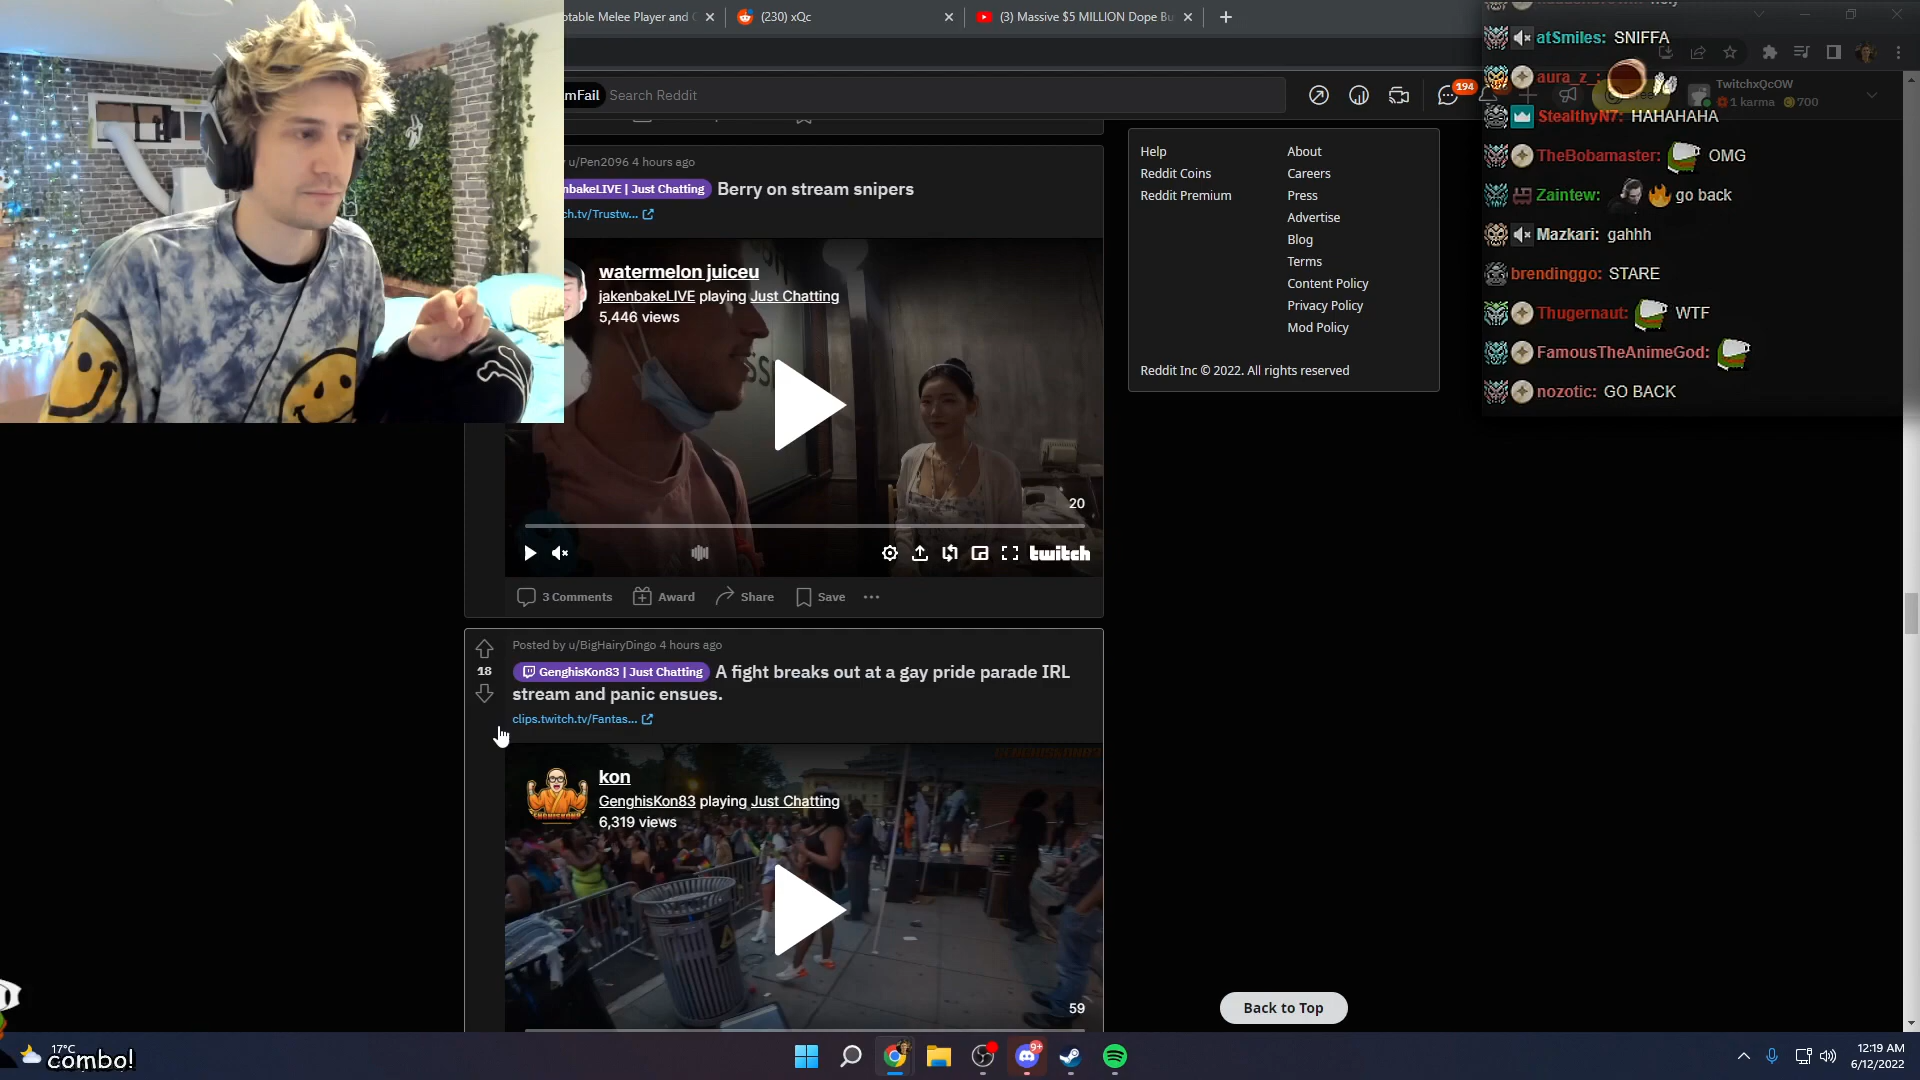 otable Melee Player and
(230) xQc
(3) Massive $5 MILLION Dope Bu
mFail
Search Reddit
194
TwitchxQcOW
1 karma
700
u/Pen2096 4 hours ago
nbakeLIVE | Just Chatting
Berry on stream snipers
ch.tv/Trustw...
watermelon juiceu
jakenbakeLIVE playing Just Chatting
5,446 views
20
twitch
3 Comments
Award
Share
Save
Posted by u/BigHairyDingo 4 hours ago
18
GenghisKon83 | Just Chatting
A fight breaks out at a gay pride parade IRL
stream and panic ensues.
clips.twitch.tv/Fantas...
kon
GenghisKon83 playing Just Chatting
6,319 views
59
Help
Reddit Coins
Reddit Premium
About
Careers
Press
Advertise
Blog
Terms
Content Policy
Privacy Policy
Mod Policy
Reddit Inc © 2022. All rights reserved
atSmiles: SNIFFA
aura_z_:
StealthyN7: HAHAHAHA
TheBobamaster: OMG
Zaintew: go back
Mazkari: gahhh
brendinggo: STARE
Thugernaut: WTF
FamousTheAnimeGod:
nozotic: GO BACK
Back to Top
17°C
combo!
9+
12:19 AM
6/12/2022